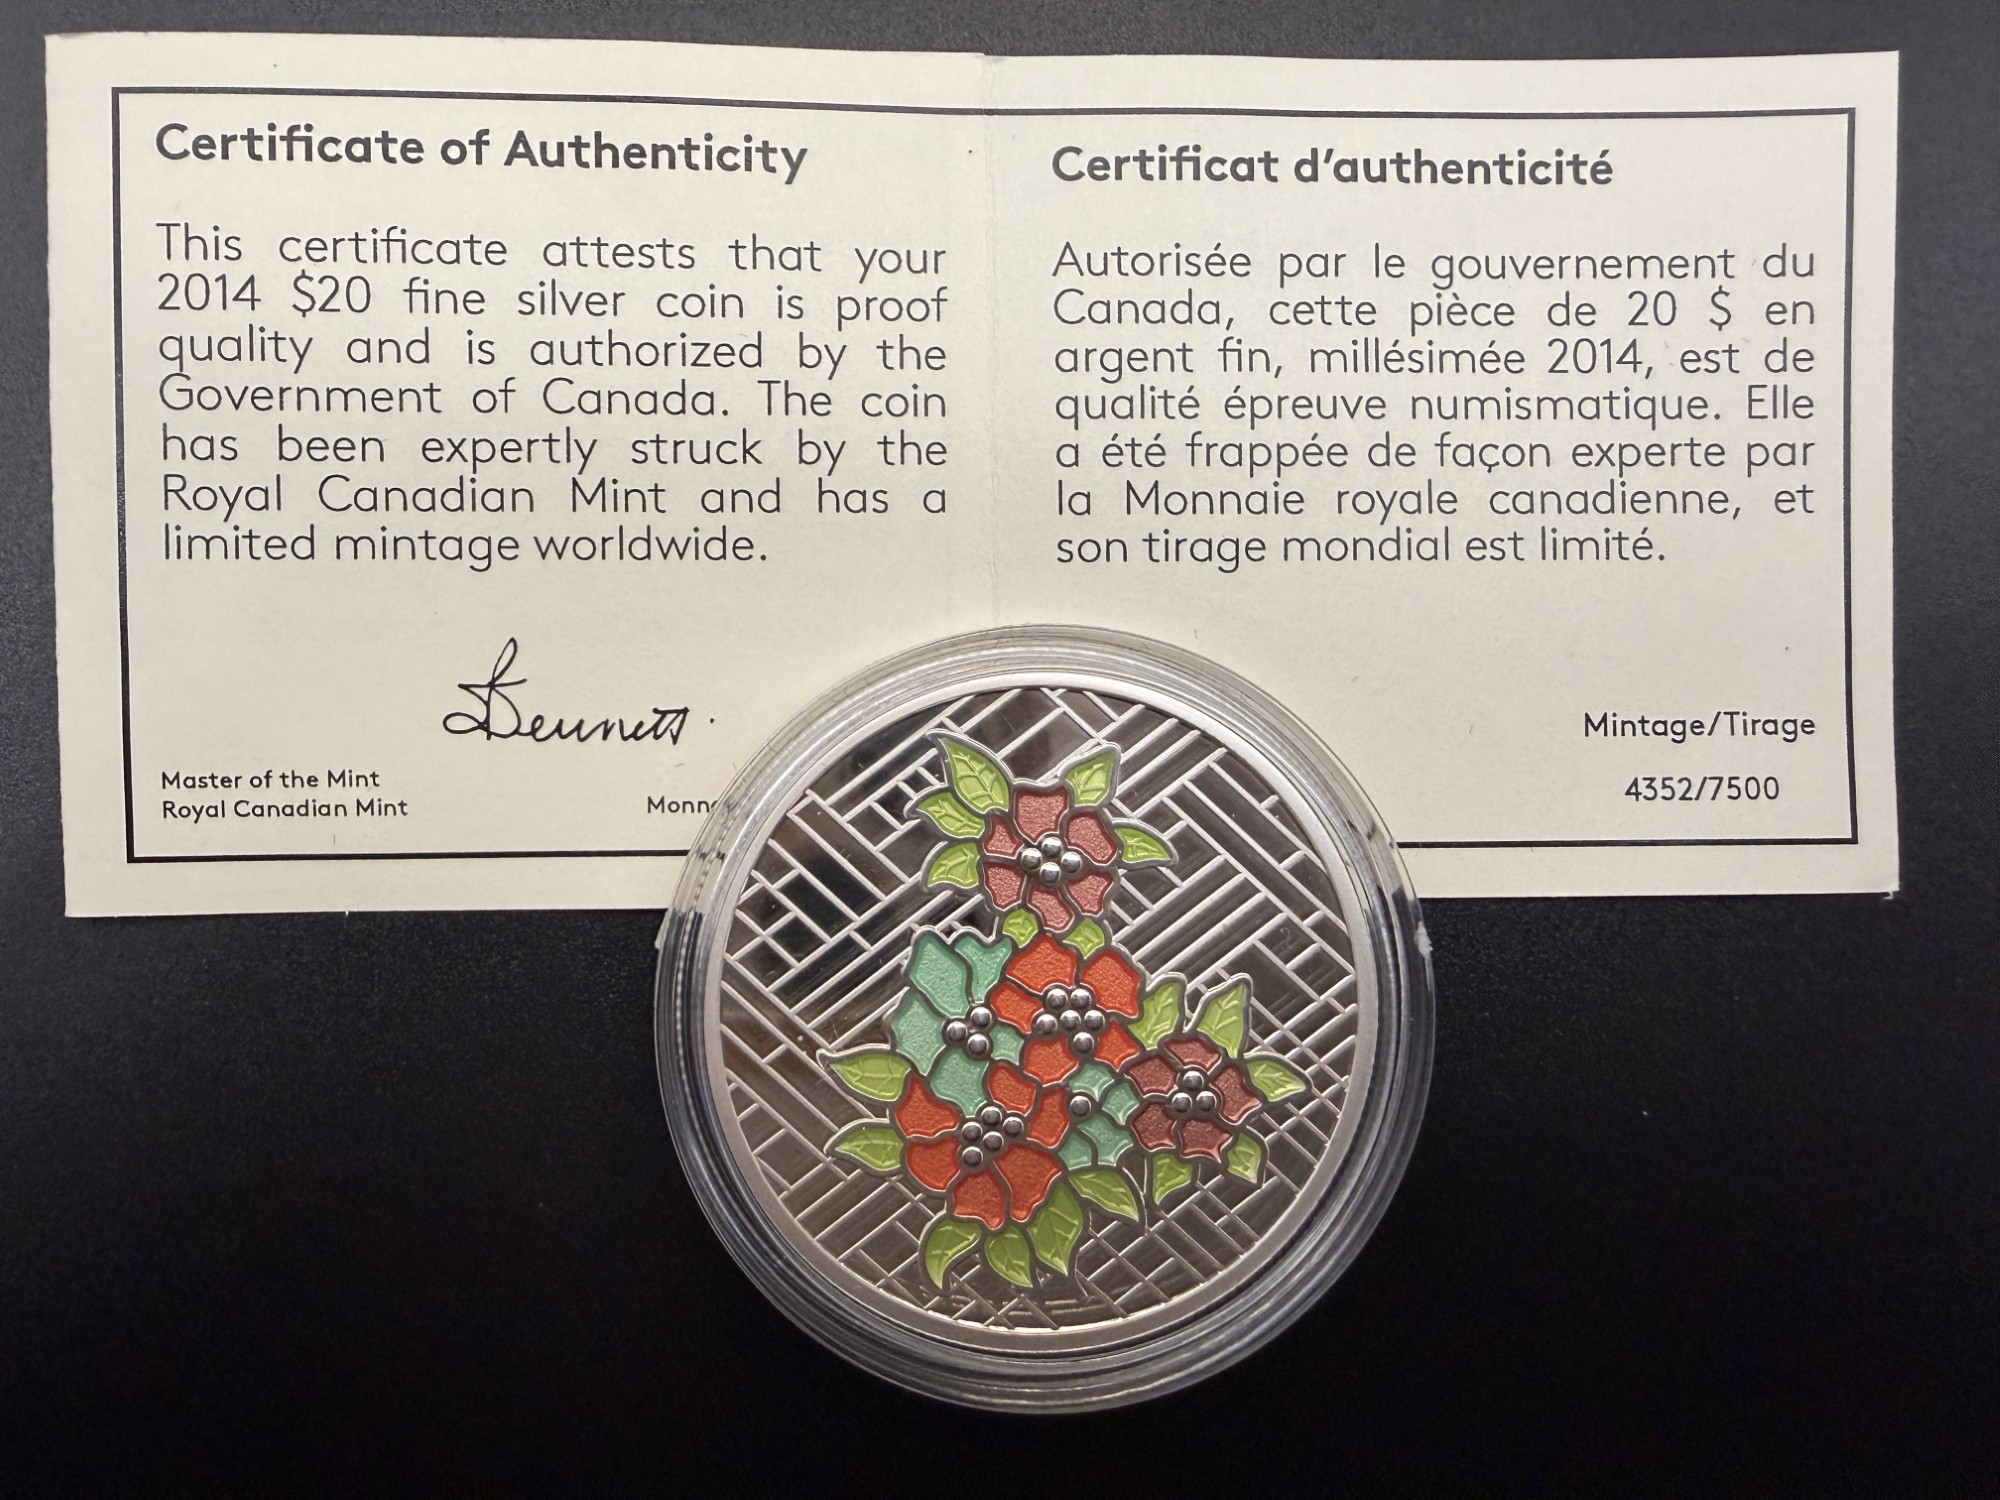 Certificate of Authenticity
This certificate attests that your
2014 $20 fine silver coin is proof
quality and is authorized by the
Government of Canada. The coin
has been expertly struck by the
Royal Canadian Mint and has a
limited mintage worldwide.
Bennett
Master of the Mint
Royal Canadian Mint
Certificat d'authenticité
Autorisée par le gouvernement du
Canada, cette pièce de 20 $ en
argent fin, millésimée 2014, est de
qualité épreuve numismatique. Elle
a été frappée de façon experte par
la Monnaie royale canadienne, et
son tirage mondial est limité.
Mintage/Tirage
4352/7500